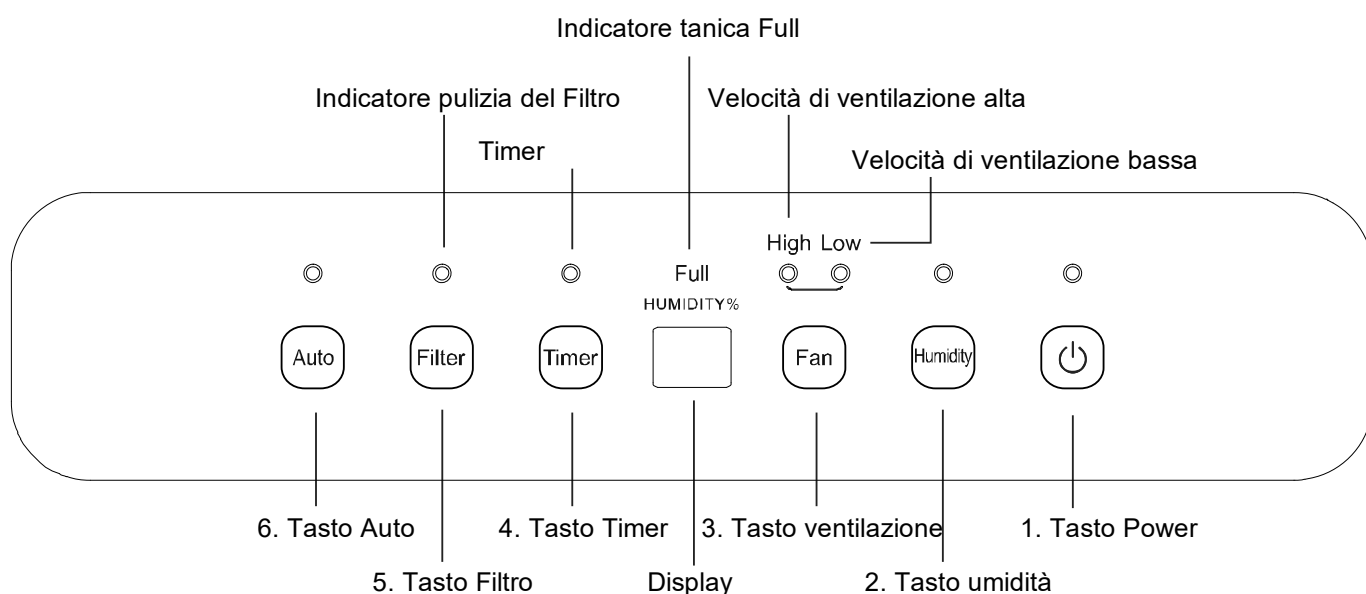 Indicatore tanica Full
Indicatore pulizia del Filtro
Velocità di ventilazione alta
Timer
Velocità di ventilazione bassa
High Low
Full
HUMIDITY%
Auto
Filter
Timer
Fan
Humidity
6. Tasto Auto
4. Tasto Timer
3. Tasto ventilazione
1. Tasto Power
5. Tasto Filtro
Display
2. Tasto umidità